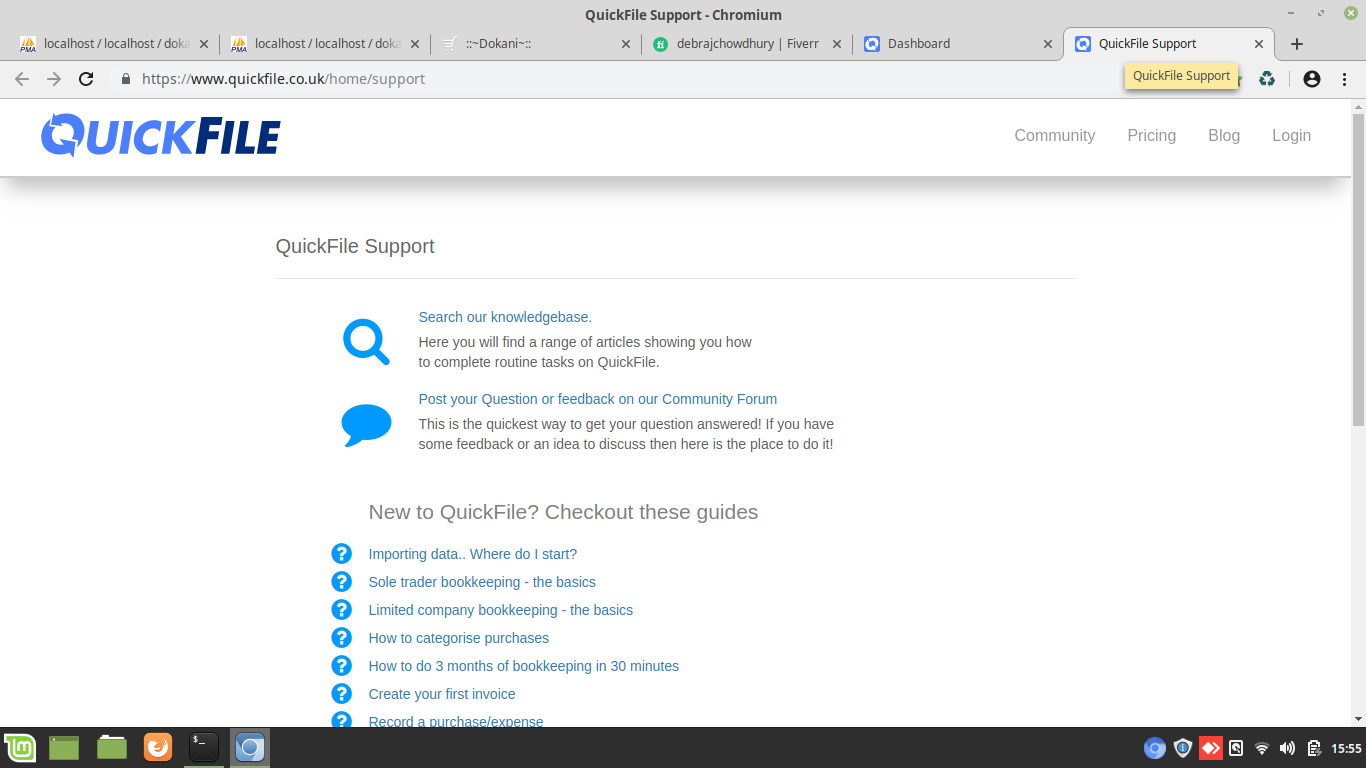 QuickFile Support - Chromium
PMA localhost / localhost / doka
PMA localhost / localhost / doka
::~Dokani~::
fi debrajchowdhury | Fiverr
Dashboard
QuickFile Support
https://www.quickfile.co.uk/home/support
QuickFile Support
QUICKFILE
Community
Pricing
Blog
Login
QuickFile Support
Search our knowledgebase.
Here you will find a range of articles showing you how
to complete routine tasks on QuickFile.
Post your Question or feedback on our Community Forum
This is the quickest way to get your question answered! If you have
some feedback or an idea to discuss then here is the place to do it!
New to QuickFile? Checkout these guides
? Importing data.. Where do I start?
? Sole trader bookkeeping - the basics
? Limited company bookkeeping - the basics
? How to categorise purchases
? How to do 3 months of bookkeeping in 30 minutes
? Create your first invoice
? Record a purchase/expense
$_
15:55